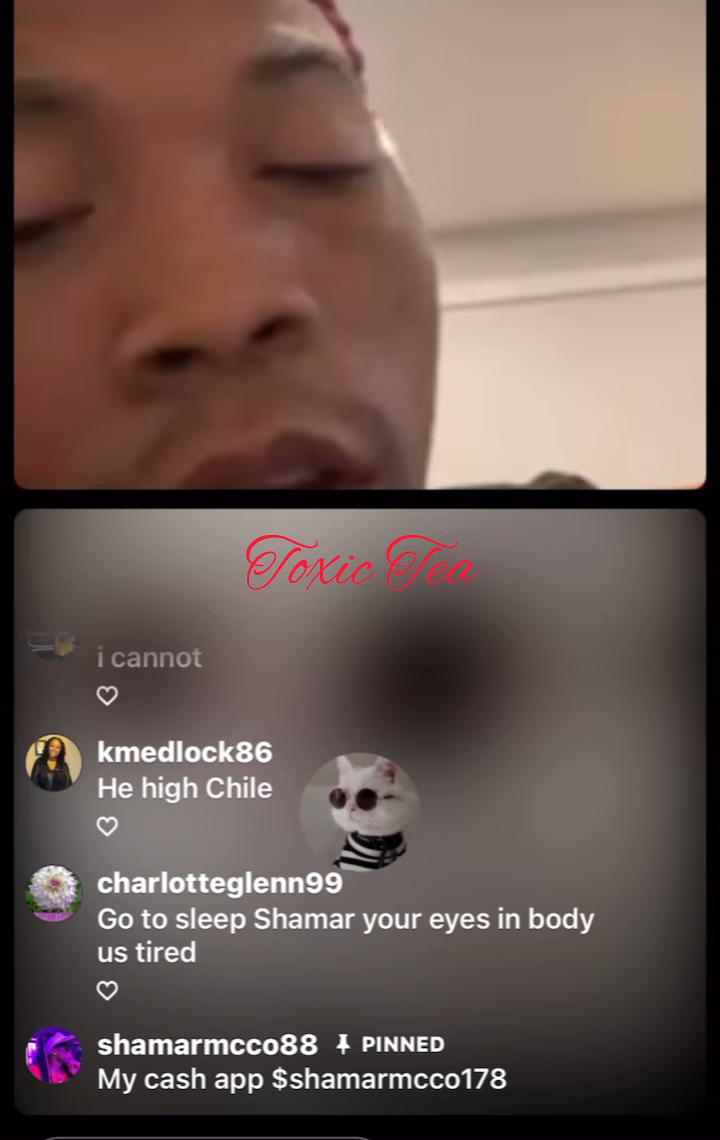 Toxic Tea
i cannot
kmedlock86
He high Chile
charlotteglenn99
Go to sleep Shamar your eyes in body
us tired
shamarmcco88 PINNED
My cash app $shamarmcco178